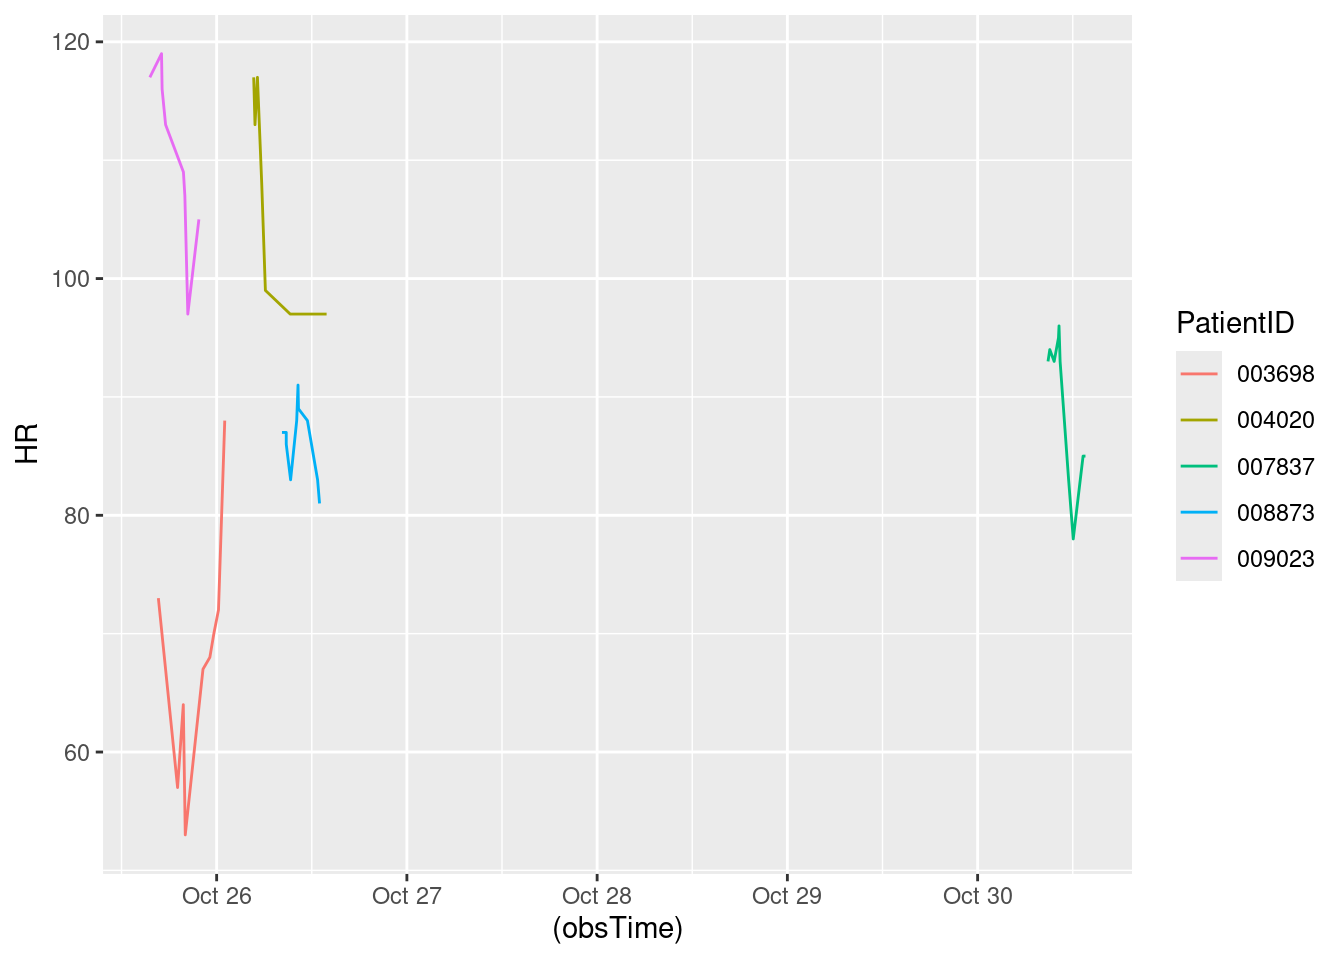 120
100
80
60
HR
Oct 26
Oct 27
Oct 28
Oct 29
Oct 30
(obsTime)
PatientID
003698
004020
007837
008873
009023